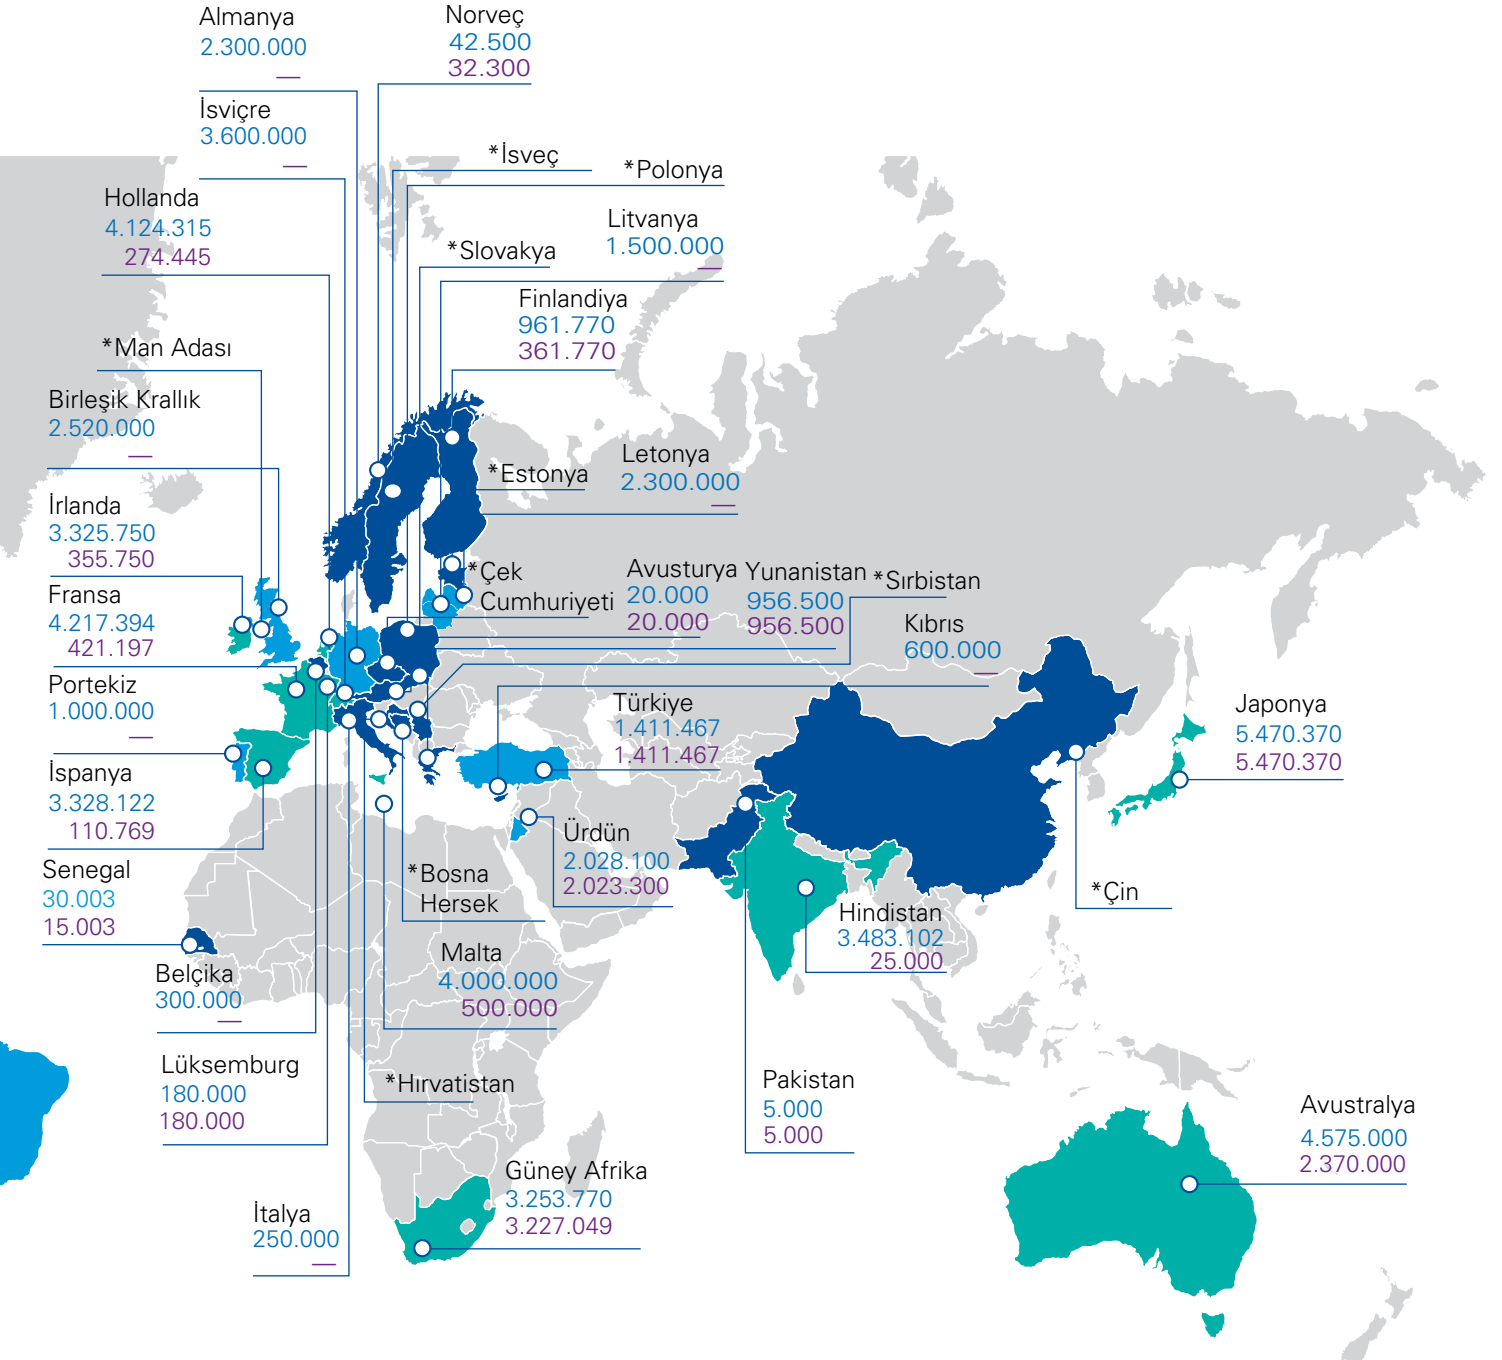 Almanya
2.300.000
—
Norveç
42.500
32.300
İsviçre
3.600.000
—
*İsveç
*Polonya
Hollanda
4.124.315
274.445
Litvanya
1.500.000
—
*Slovakya
Finlandiya
961.770
361.770
*Man Adası
Birleşik Krallık
2.520.000
—
*Estonya
Letonya
2.300.000
—
İrlanda
3.325.750
355.750
*Çek
Cumhuriyeti
Avusturya
20.000
20.000
Yunanistan
956.500
956.500
*Sırbistan
Kıbrıs
600.000
—
Fransa
4.217.394
421.197
Portekiz
1.000.000
—
Türkiye
1.411.467
1.411.467
Japonya
5.470.370
5.470.370
İspanya
3.328.122
110.769
Ürdün
2.028.100
2.023.300
Senegal
30.003
15.003
*Bosna
Hersek
*Çin
Hindistan
3.483.102
25.000
Malta
4.000.000
500.000
Belçika
300.000
—
Lüksemburg
180.000
180.000
*Hırvatistan
Pakistan
5.000
5.000
Avustralya
4.575.000
2.370.000
Güney Afrika
3.253.770
3.227.049
İtalya
250.000
—